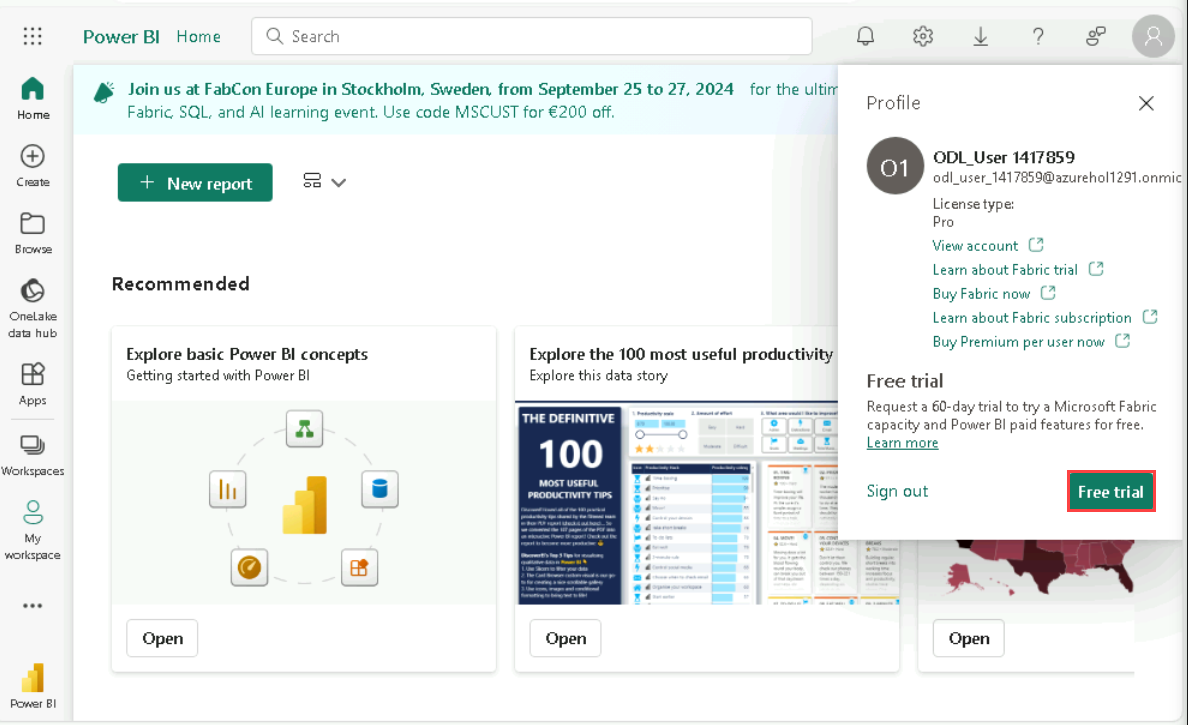 Power BI Home
Search
Join us at FabCon Europe in Stockholm, Sweden, from September 25 to 27, 2024 for the ultim
Fabric, SQL, and AI learning event. Use code MSCUST for €200 off.
Home
Create
Browse
OneLake
data hub
Apps
Workspaces
My
workspace
Power BI
+ New report
Recommended
Explore basic Power BI concepts
Getting started with Power BI
Open
Explore the 100 most useful productivity
Explore this data story
THE DEFINITIVE
100
MOST USEFUL
PRODUCTIVITY TIPS
Open
Open
Profile
O1
ODL_User 1417859
odl_user_1417859@azurehol1291.onmic
License type:
Pro
View account
Learn about Fabric trial
Buy Fabric now
Learn about Fabric subscription
Buy Premium per user now
Free trial
Request a 60-day trial to try a Microsoft Fabric
capacity and Power BI paid features for free.
Learn more
Sign out
Free trial